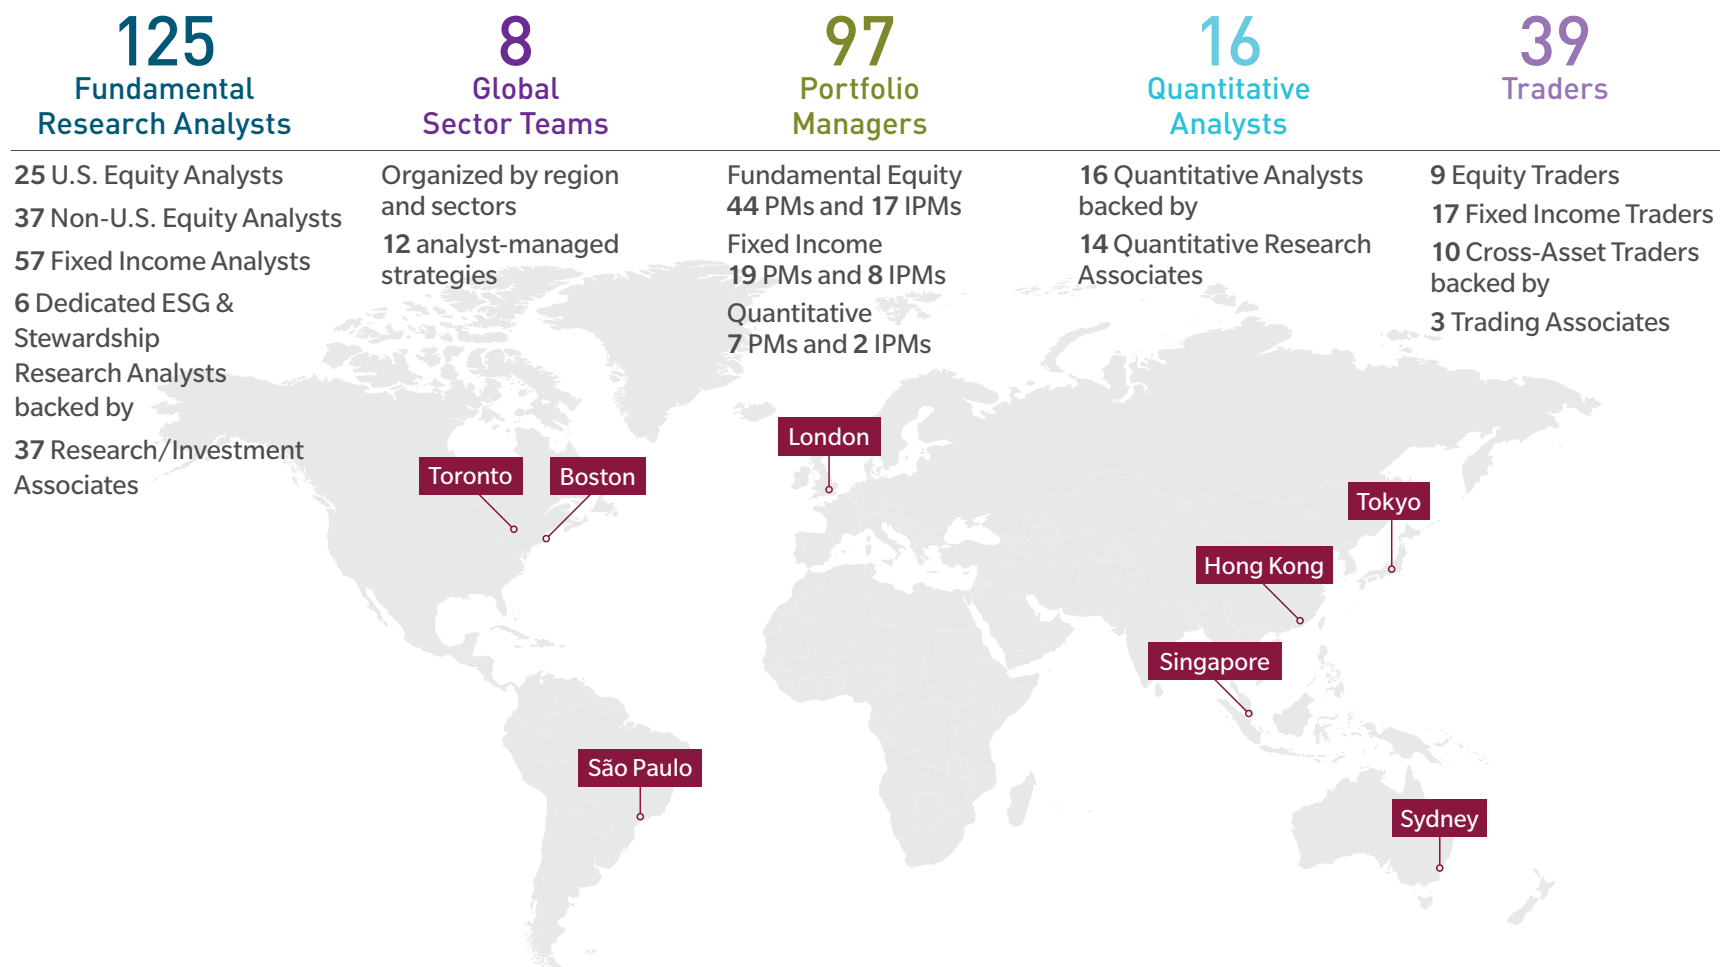 125
Fundamental
Research Analysts
25 U.S. Equity Analysts
37 Non-U.S. Equity Analysts
57 Fixed Income Analysts
6 Dedicated ESG &
Stewardship
Research Analysts
backed by
37 Research/Investment
Associates
8
Global
Sector Teams
Organized by region
and sectors
12 analyst-managed
strategies
97
Portfolio
Managers
Fundamental Equity
44 PMs and 17 IPMs
Fixed Income
19 PMs and 8 IPMs
Quantitative
7 PMs and 2 IPMs
16
Quantitative
Analysts
16 Quantitative Analysts
backed by
14 Quantitative Research
Associates
39
Traders
9 Equity Traders
17 Fixed Income Traders
10 Cross-Asset Traders
backed by
3 Trading Associates
London
Toronto
Boston
Tokyo
Hong Kong
Singapore
São Paulo
Sydney